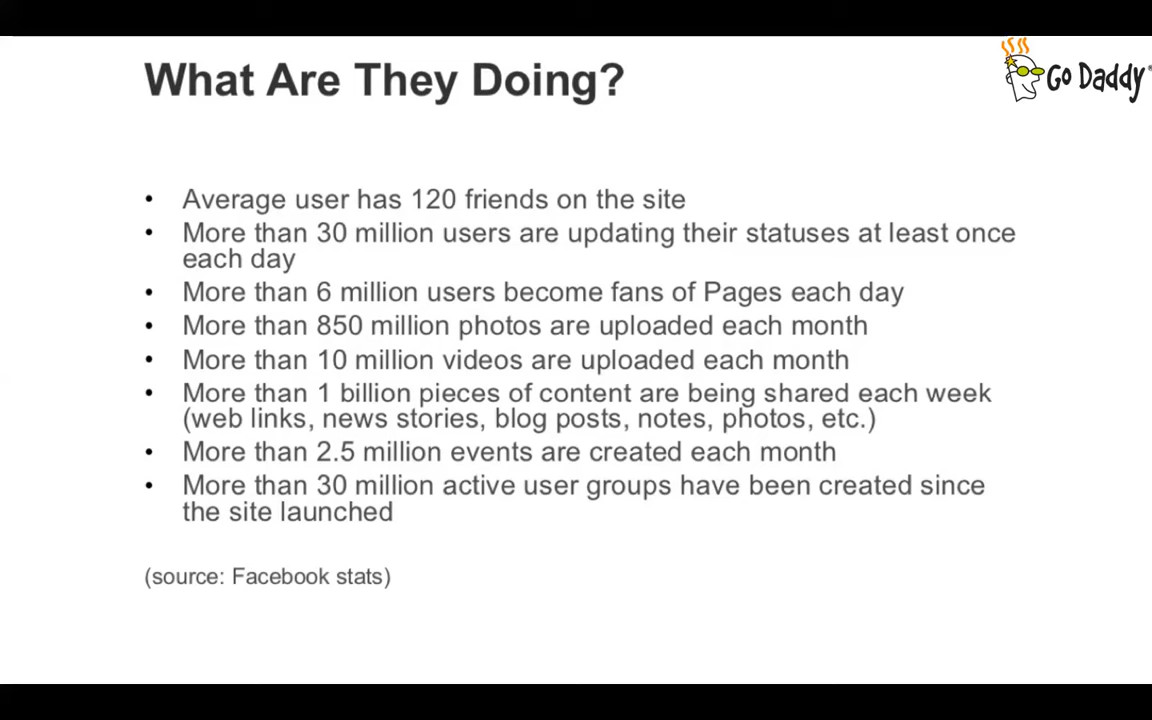 What Are They Doing?
Go Daddy®
• Average user has 120 friends on the site
• More than 30 million users are updating their statuses at least once
each day
• More than 6 million users become fans of Pages each day
• More than 850 million photos are uploaded each month
• More than 10 million videos are uploaded each month
• More than 1 billion pieces of content are being shared each week
(web links, news stories, blog posts, notes, photos, etc.)
• More than 2.5 million events are created each month
• More than 30 million active user groups have been created since
the site launched
(source: Facebook stats)